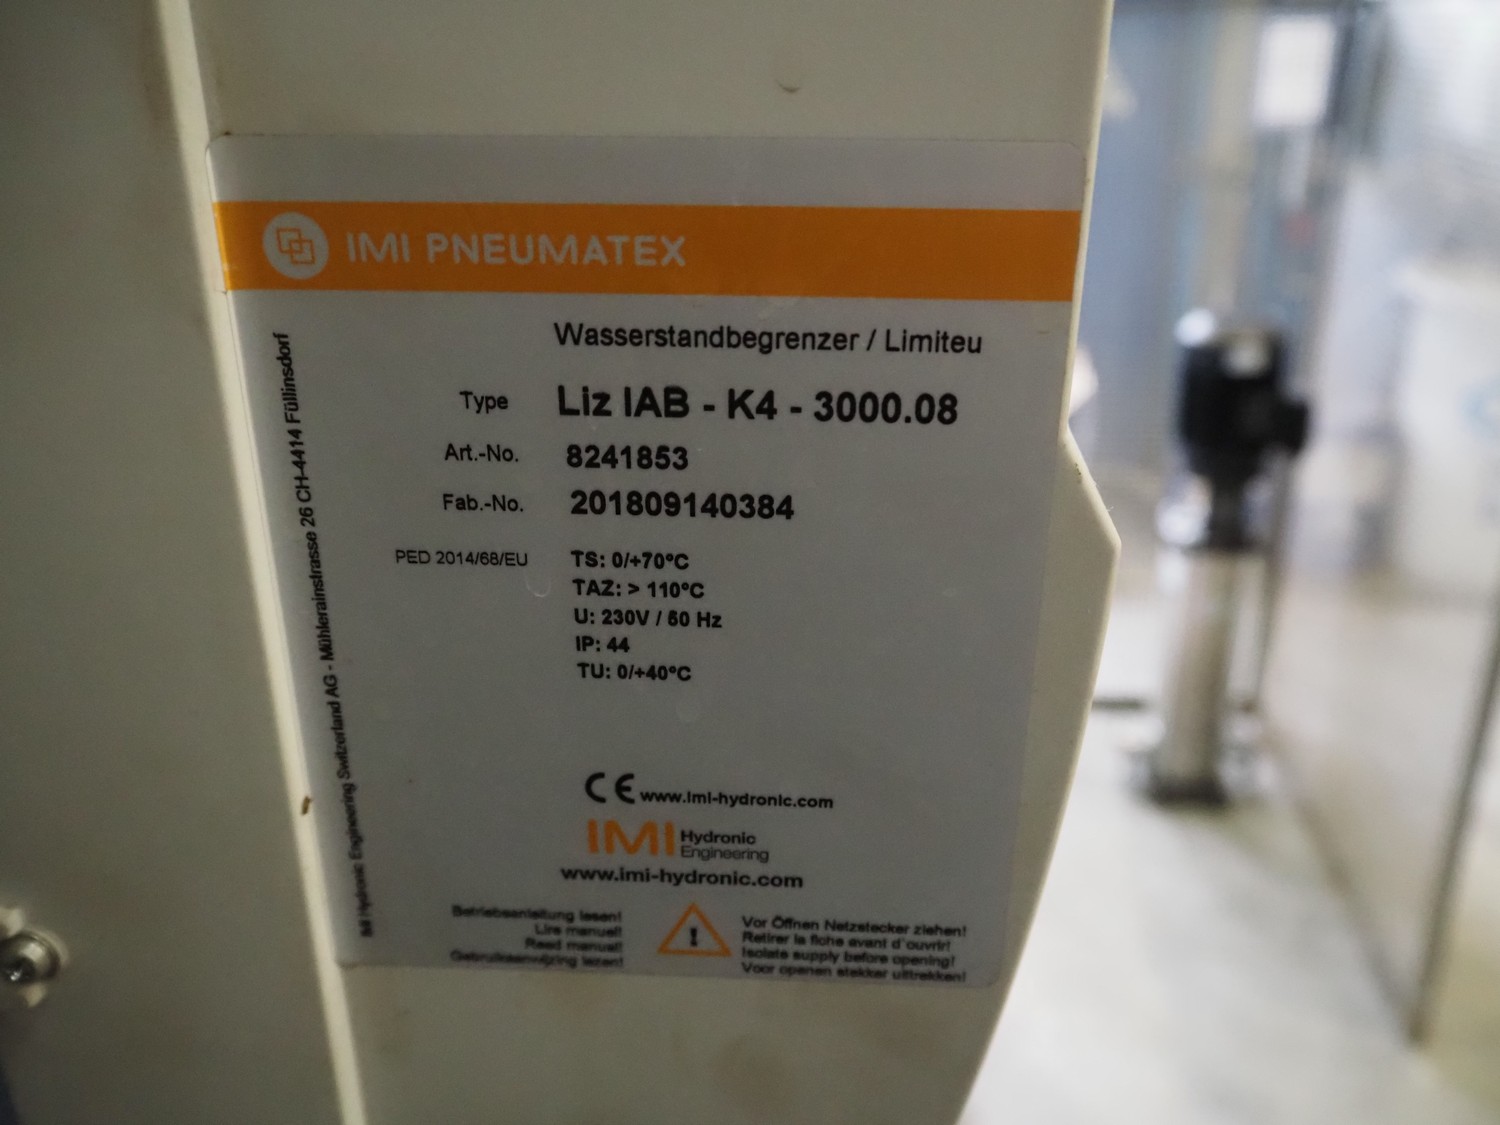 IMI PNEUMATEX
Wasserstandbegrenzer / Limiteu
Type Liz IAB - K4 - 3000.08
Art.-No. 8241853
Fab.-No. 201809140384
PED 2014/68/EU TS: 0/+70°C
TAZ: > 110°C
U: 230V / 50 Hz
IP: 44
TU: 0/+40°C
CE www.imi-hydronic.com
IMI Hydronic
Engineering
www.imi-hydronic.com
Betriebsanleitung lesen!
Lire manuel!
Read manual!
Gebruiksaanwijzing lezen!
Vor Öffnen Netzstecker ziehen!
Retirer la fiche avant d'ouvrir!
Isolate supply before opening!
Voor openen stekker uittrekken!
IMI Hydronic Engineering Switzerland AG - Mühlerainstrasse 26 CH-4414 Füllinsdorf